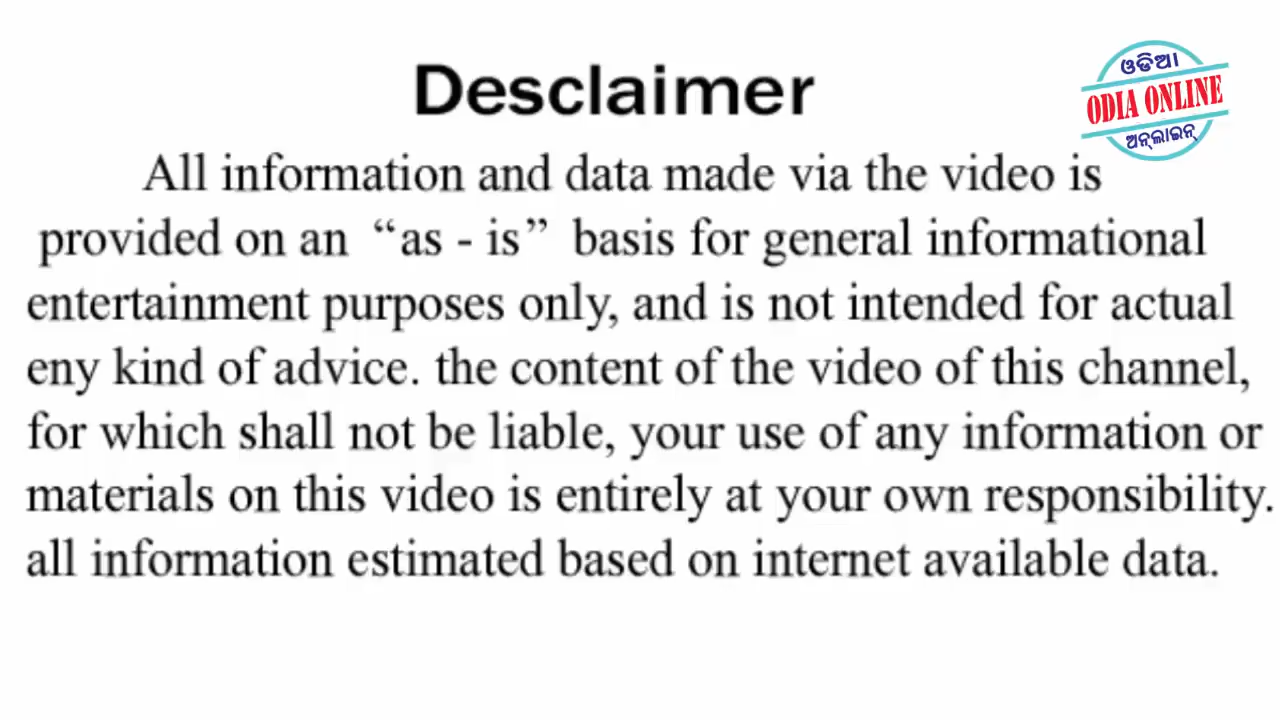 Desclaimer
ଓଡିଆ
ODIA ONLINE
ଅନ୍‌ଲାଇନ୍
All information and data made via the video is
provided on an “as - is” basis for general informational
entertainment purposes only, and is not intended for actual
eny kind of advice. the content of the video of this channel,
for which shall not be liable, your use of any information or
materials on this video is entirely at your own responsibility.
all information estimated based on internet available data.